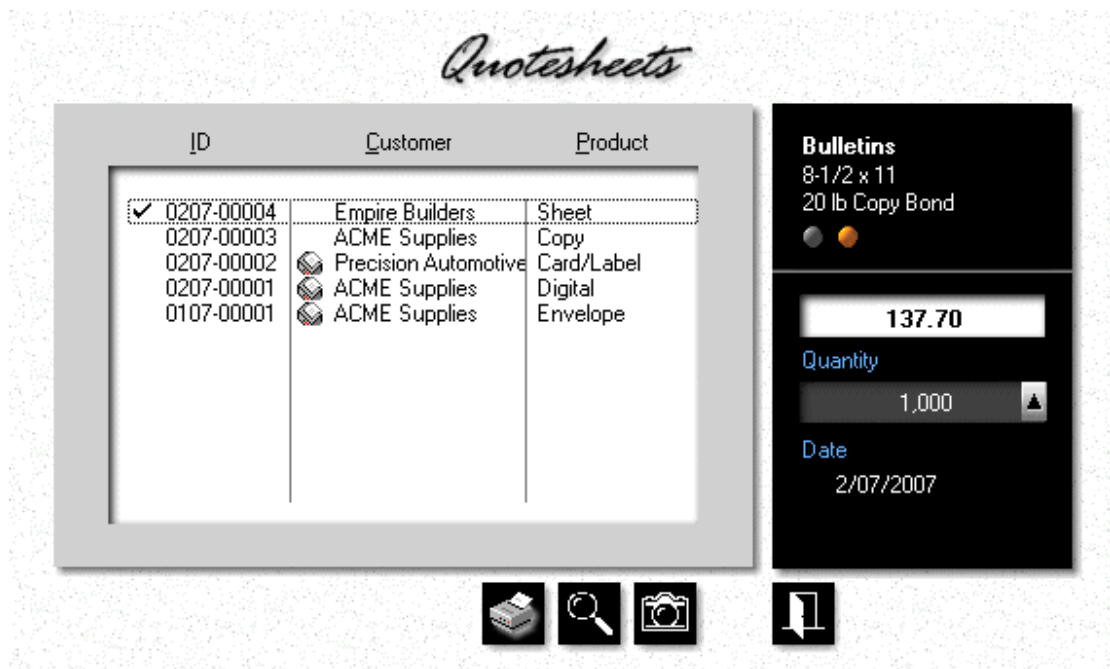 Quotesheets
ID Customer Product
0207-00004 Empire Builders Sheet
0207-00003 ACME Supplies Copy
0207-00002 Precision Automotive Card/Label
0207-00001 ACME Supplies Digital
0107-00001 ACME Supplies Envelope
Bulletins
8-1/2 x 11
20 lb Copy Bond
137.70
Quantity
1,000
Date
2/07/2007